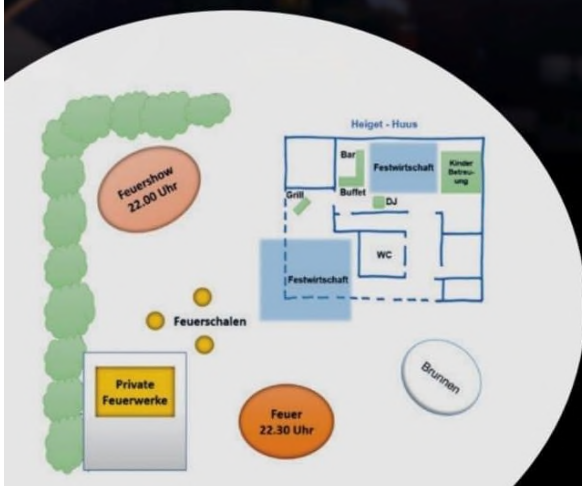 Heiget - Huus
Bar
Festwirtschaft
Kinder
Betreu-
ung
Buffet
Grill
DJ
WC
Festwirtschaft
Feuershow
22.00 Uhr
Feuerschalen
Private
Feuerwerke
Feuer
22.30 Uhr
Brunnen